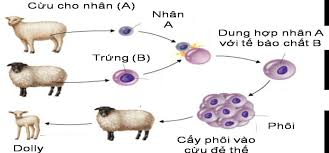 Cừu cho nhân (A)
Nhân
A
Dung hợp nhân A
với tế bào chất B
Trứng (B)
Phôi
Cấy phôi vào
cừu đẻ thế
Dolly